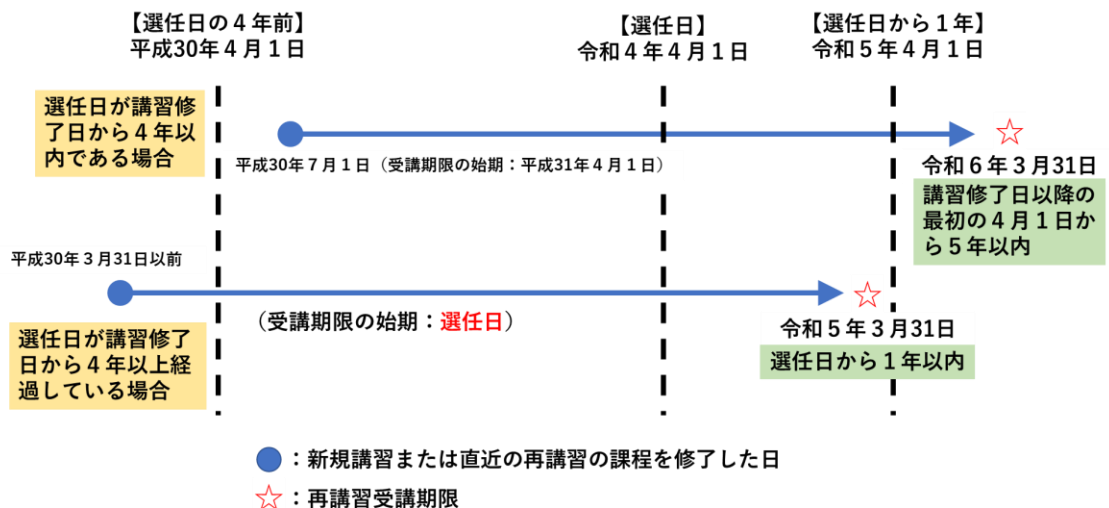 【選任日の４年前】
平成30年４月１日
【選任日】
令和４年４月１日
【選任日から１年】
令和５年４月１日
選任日が講習修
了日から４年以
内である場合
平成30年７月１日（受講期限の始期：平成31年４月１日）
令和６年３月31日
講習修了日以降の
最初の４月１日か
ら５年以内
平成30年３月31日以前
（受講期限の始期：選任日）
選任日が講習修了
日から４年以上経
過している場合
令和５年３月31日
選任日から１年以内
：新規講習または直近の再講習の課程を修了した日
：再講習受講期限